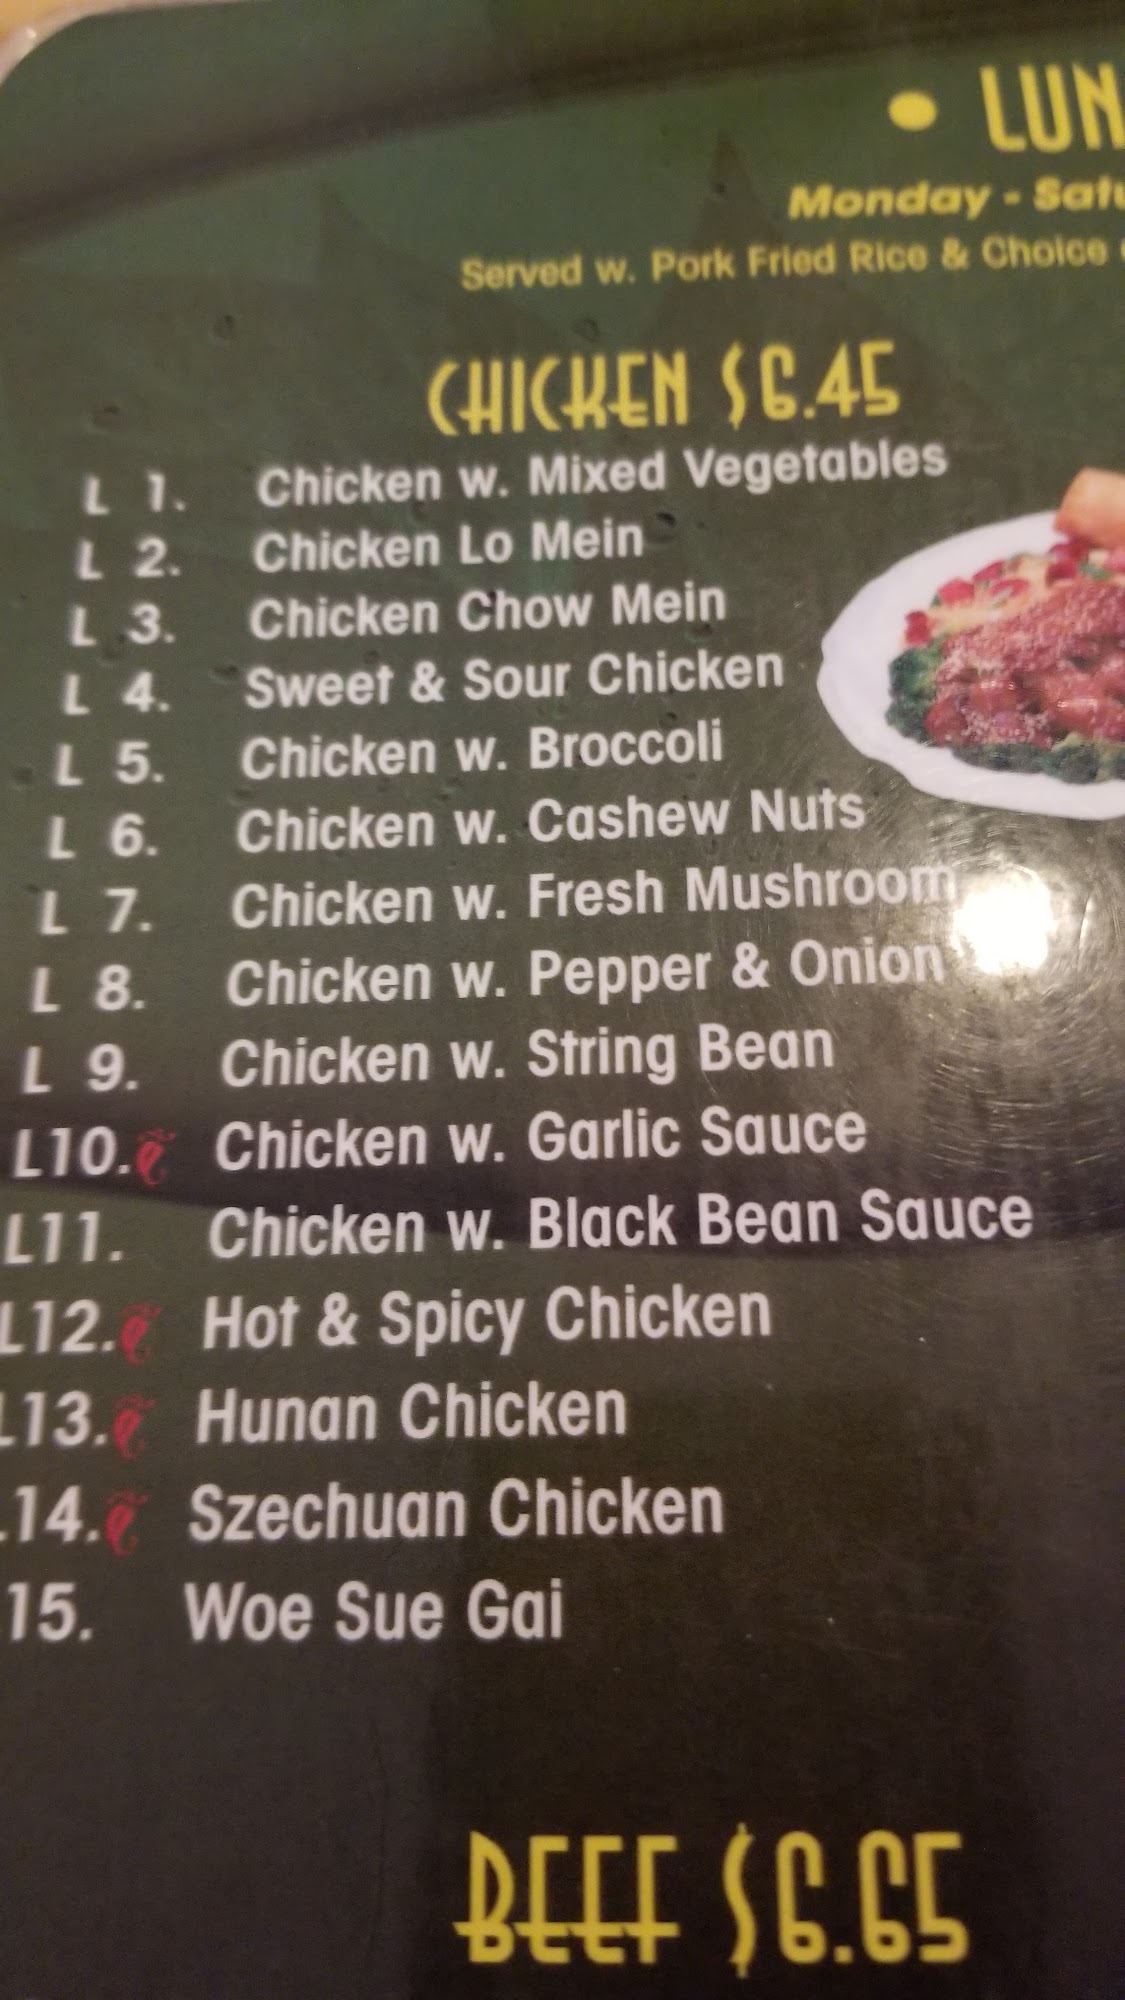 • LUN
Monday - Satu
Served w. Pork Fried Rice & Choice
CHICKEN $6.45
L 1. Chicken w. Mixed Vegetables
L 2. Chicken Lo Mein
L 3. Chicken Chow Mein
L 4. Sweet & Sour Chicken
L 5. Chicken w. Broccoli
L 6. Chicken w. Cashew Nuts
L 7. Chicken w. Fresh Mushroom
L 8. Chicken w. Pepper & Onion
L 9. Chicken w. String Bean
L10. Chicken w. Garlic Sauce
L11. Chicken w. Black Bean Sauce
L12. Hot & Spicy Chicken
L13. Hunan Chicken
L14. Szechuan Chicken
15. Woe Sue Gai
BEEF $6.65